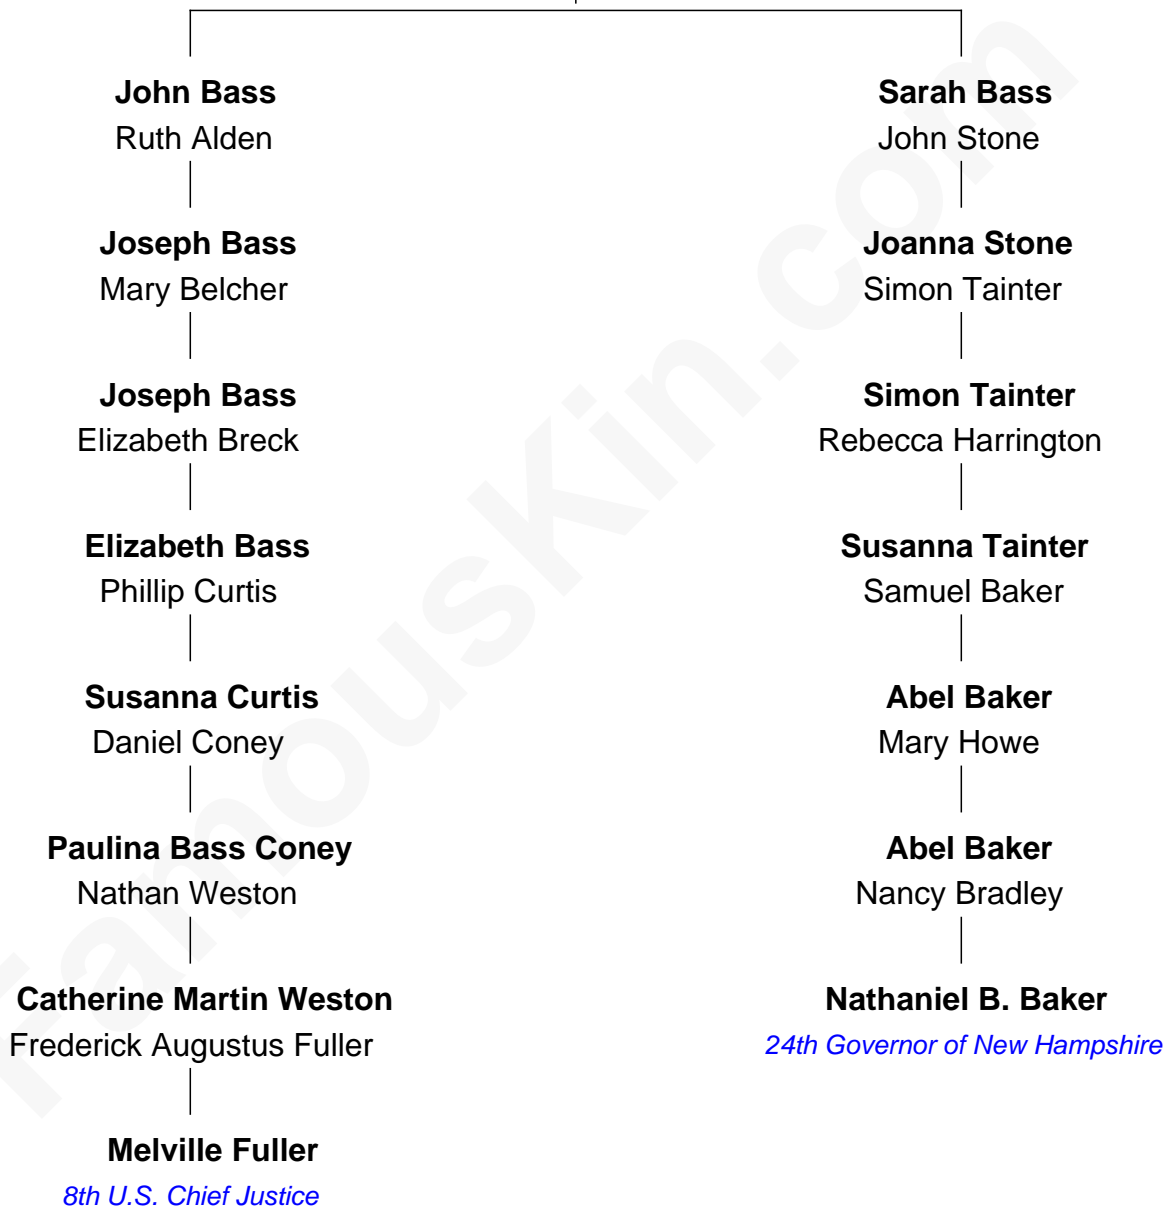 John Bass
Ruth Alden
Sarah Bass
John Stone
Joseph Bass
Mary Belcher
Joanna Stone
Simon Tainter
Joseph Bass
Elizabeth Breck
Simon Tainter
Rebecca Harrington
Elizabeth Bass
Phillip Curtis
Susanna Tainter
Samuel Baker
Susanna Curtis
Daniel Coney
Abel Baker
Mary Howe
Paulina Bass Coney
Nathan Weston
Abel Baker
Nancy Bradley
Catherine Martin Weston
Frederick Augustus Fuller
Nathaniel B. Baker
24th Governor of New Hampshire
Melville Fuller
8th U.S. Chief Justice
FamousKin.com